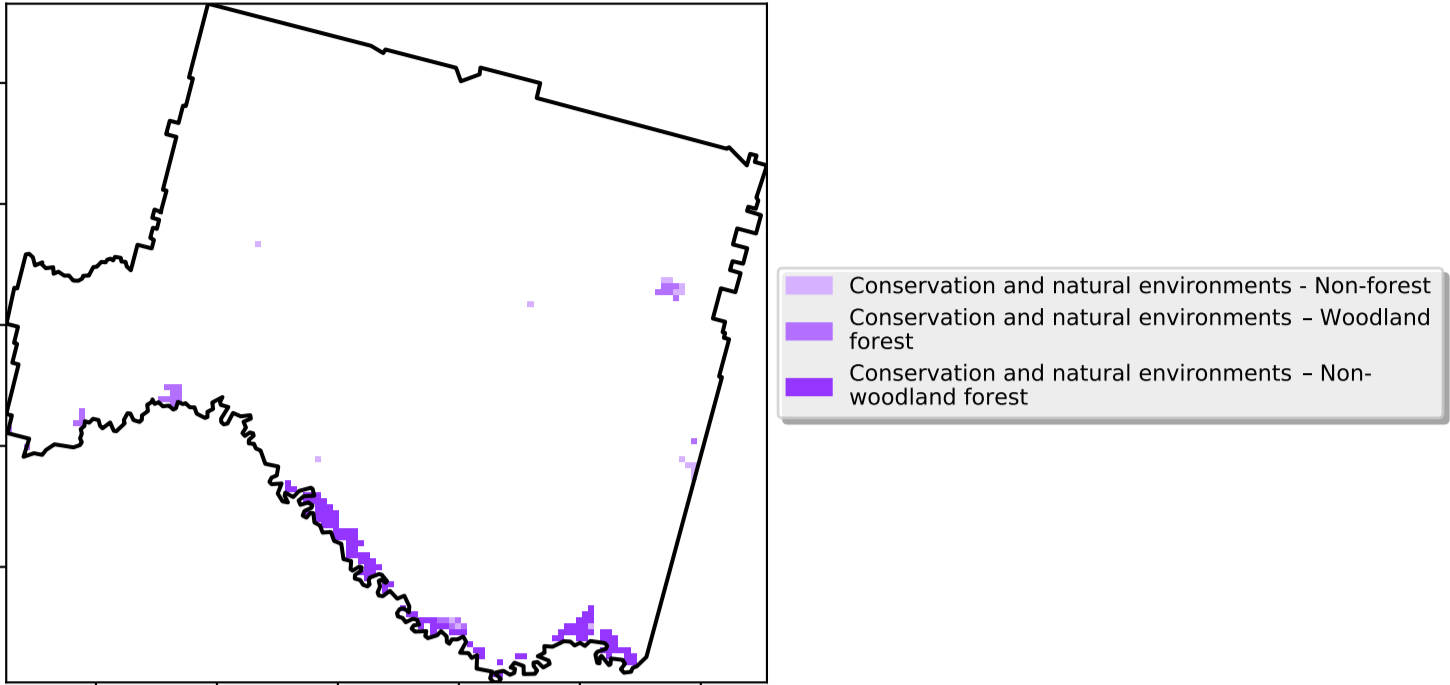 Conservation and natural environments - Non-forest
Conservation and natural environments – Woodland
forest
Conservation and natural environments – Non-
woodland forest